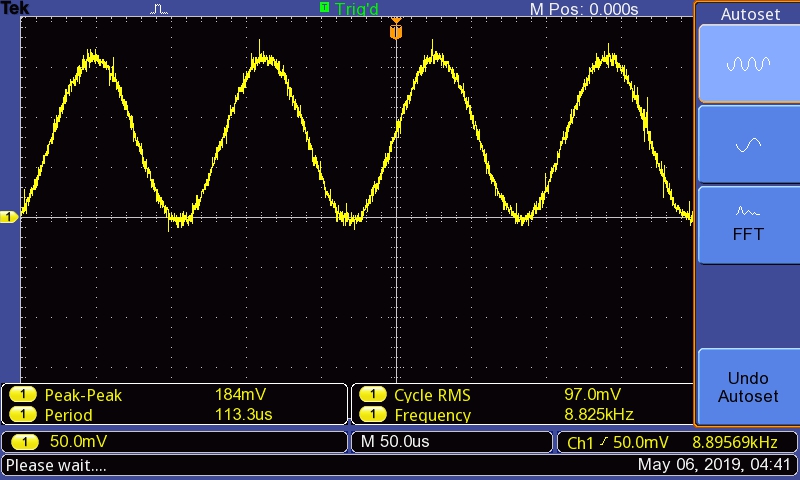 Tek T Trig'd M Pos: 0.000s
Autoset
T
1
FFT
1 Peak-Peak 184mV 1 Cycle RMS 97.0mV
1 Period 113.3us 1 Frequency 8.825kHz
Undo
Autoset
1 50.0mV M 50.0us Ch1 50.0mV 8.89569kHz
Please wait.... May 06, 2019, 04:41